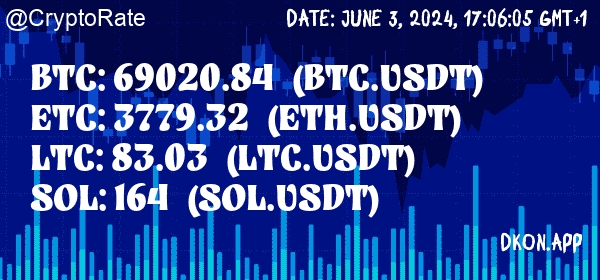 @CryptoRate
DATE: JUNE 3, 2024, 17:06:05 GMT+1
BTC: 69020.84 (BTC.USDT)
ETC: 3779.32 (ETH.USDT)
LTC: 83.03 (LTC.USDT)
SOL: 164 (SOL.USDT)
DKON.APP